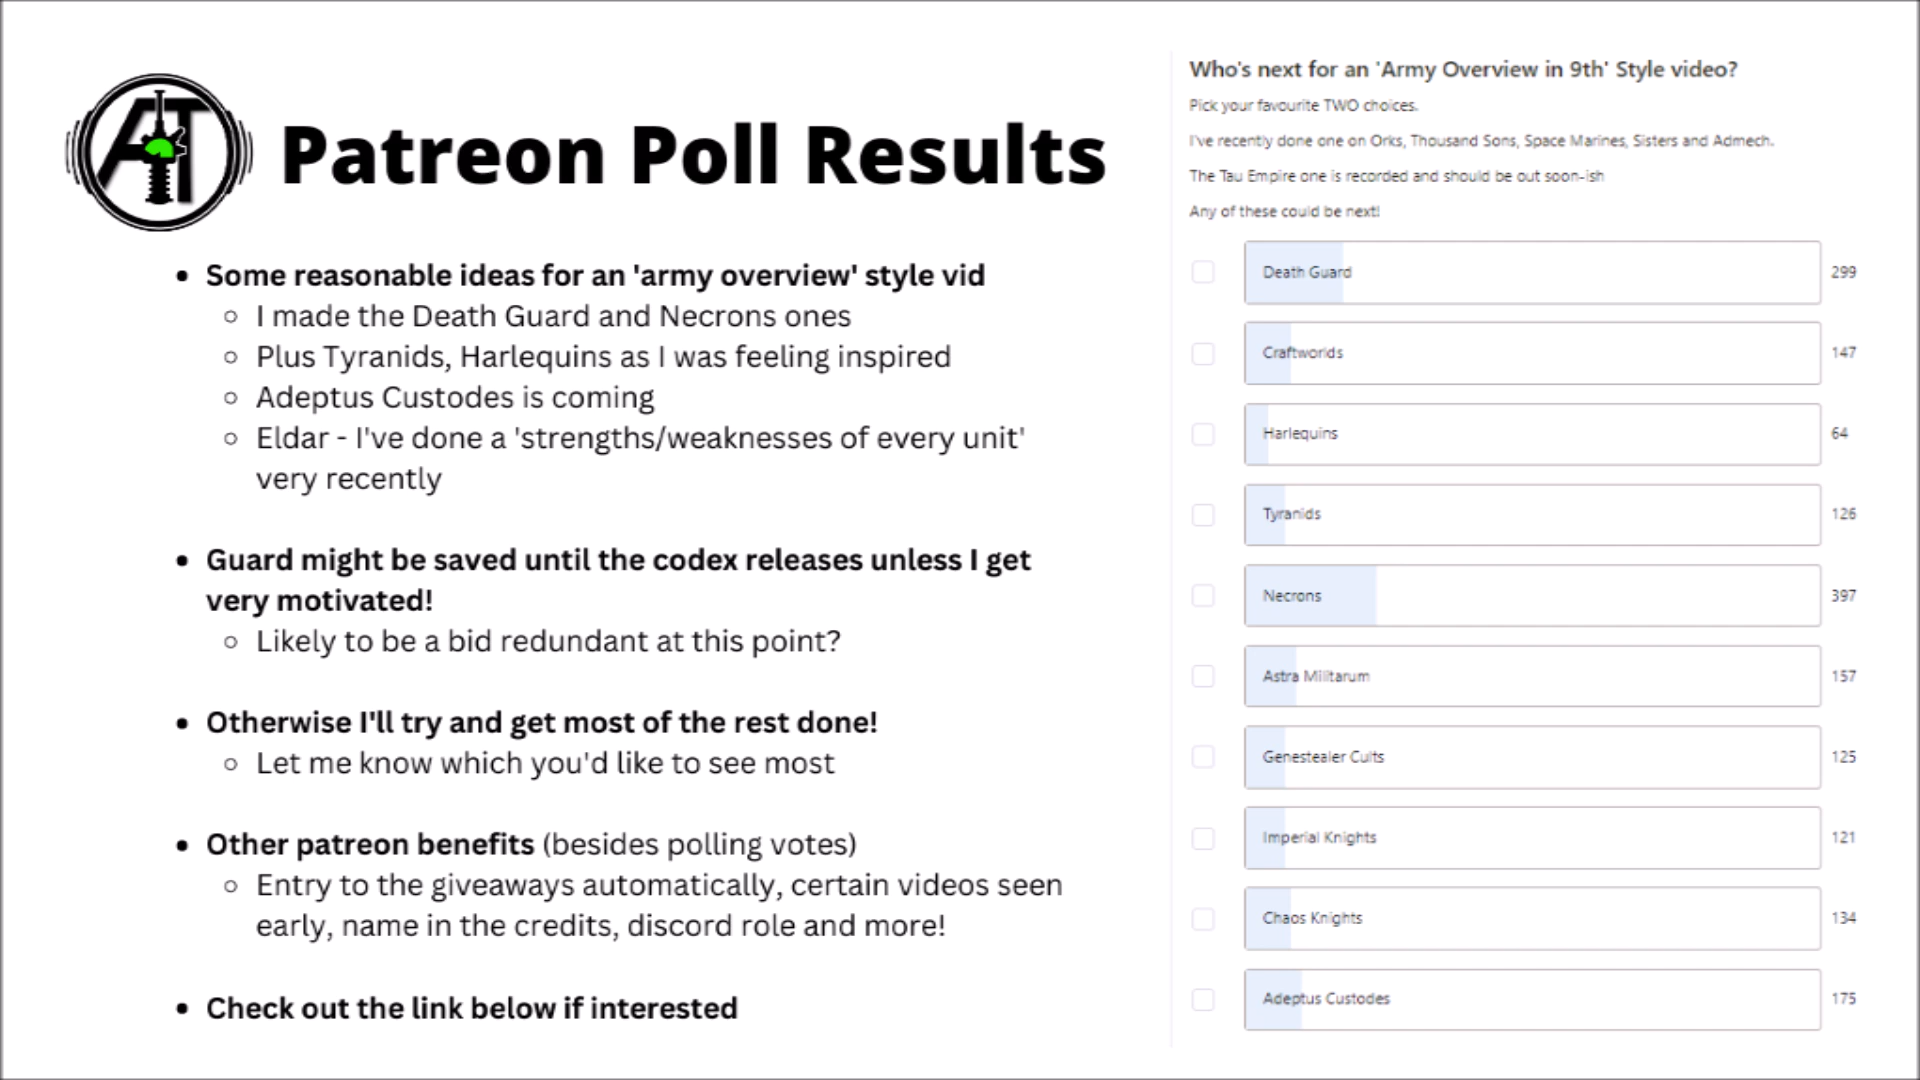 AT
Patreon Poll Results
Some reasonable ideas for an 'army overview' style vid
I made the Death Guard and Necrons ones
Plus Tyranids, Harlequins as I was feeling inspired
Adeptus Custodes is coming
Eldar - I've done a 'strengths/weaknesses of every unit'
very recently
Guard might be saved until the codex releases unless I get
very motivated!
Likely to be a bid redundant at this point?
Otherwise I'll try and get most of the rest done!
Let me know which you'd like to see most
Other patreon benefits (besides polling votes)
Entry to the giveaways automatically, certain videos seen
early, name in the credits, discord role and more!
Check out the link below if interested
Who's next for an 'Army Overview in 9th' Style video?
Pick your favourite TWO choices.
I've recently done one on Orks, Thousand Sons, Space Marines, Sisters and Admech.
The Tau Empire one is recorded and should be out soon-ish
Any of these could be next!
Death Guard 299
Craftworlds 147
Harlequins 64
Tyranids 126
Necrons 397
Astra Militarum 157
Genestealer Cults 125
Imperial Knights 121
Chaos Knights 134
Adeptus Custodes 175